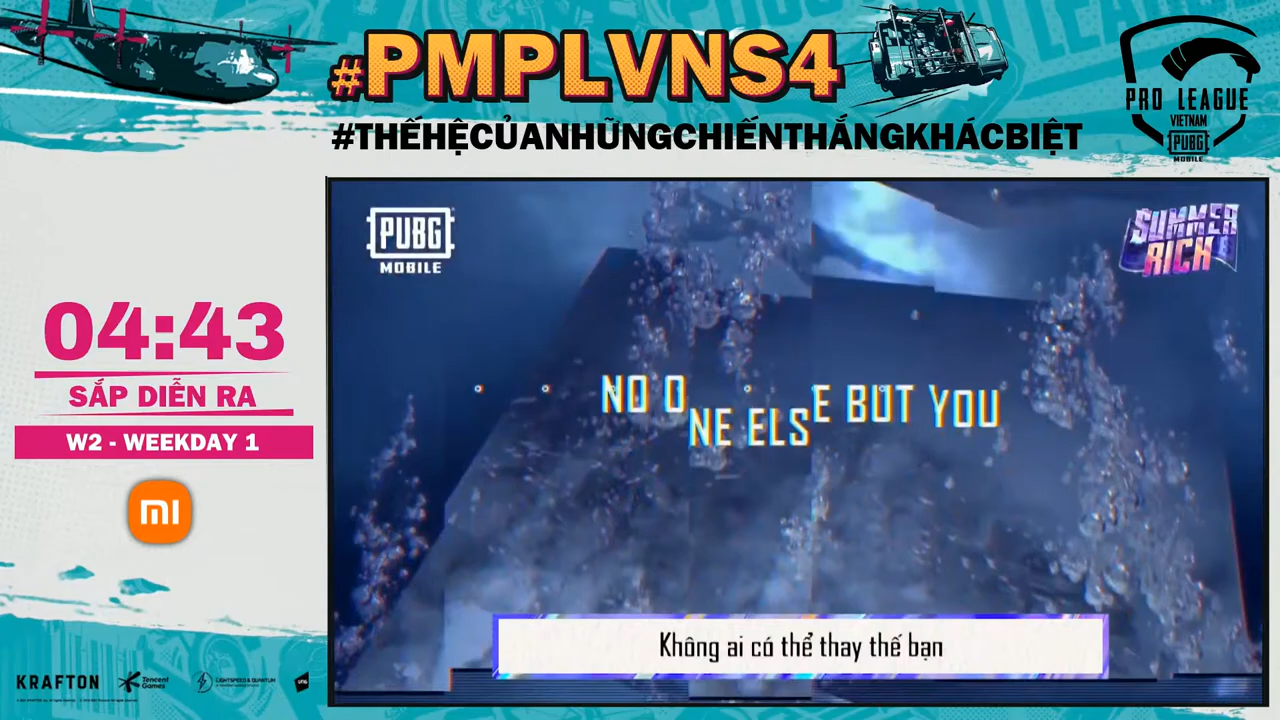 #PMPLVNS4
#THẾHỆCỦANHỮNGCHIẾNTHẮNGKHÁCBIỆT
PRO LEAGUE
VIETNAM
PUBG
MOBILE
PUBG
MOBILE
SUMMER
RICH
04:43
SẮP DIỄN RA
W2 - WEEKDAY 1
MI
NO ONE ELSE BUT YOU
Không ai có thể thay thế bạn
KRAFTON
Tencent
Games
LIGHTSPEED & QUANTUM